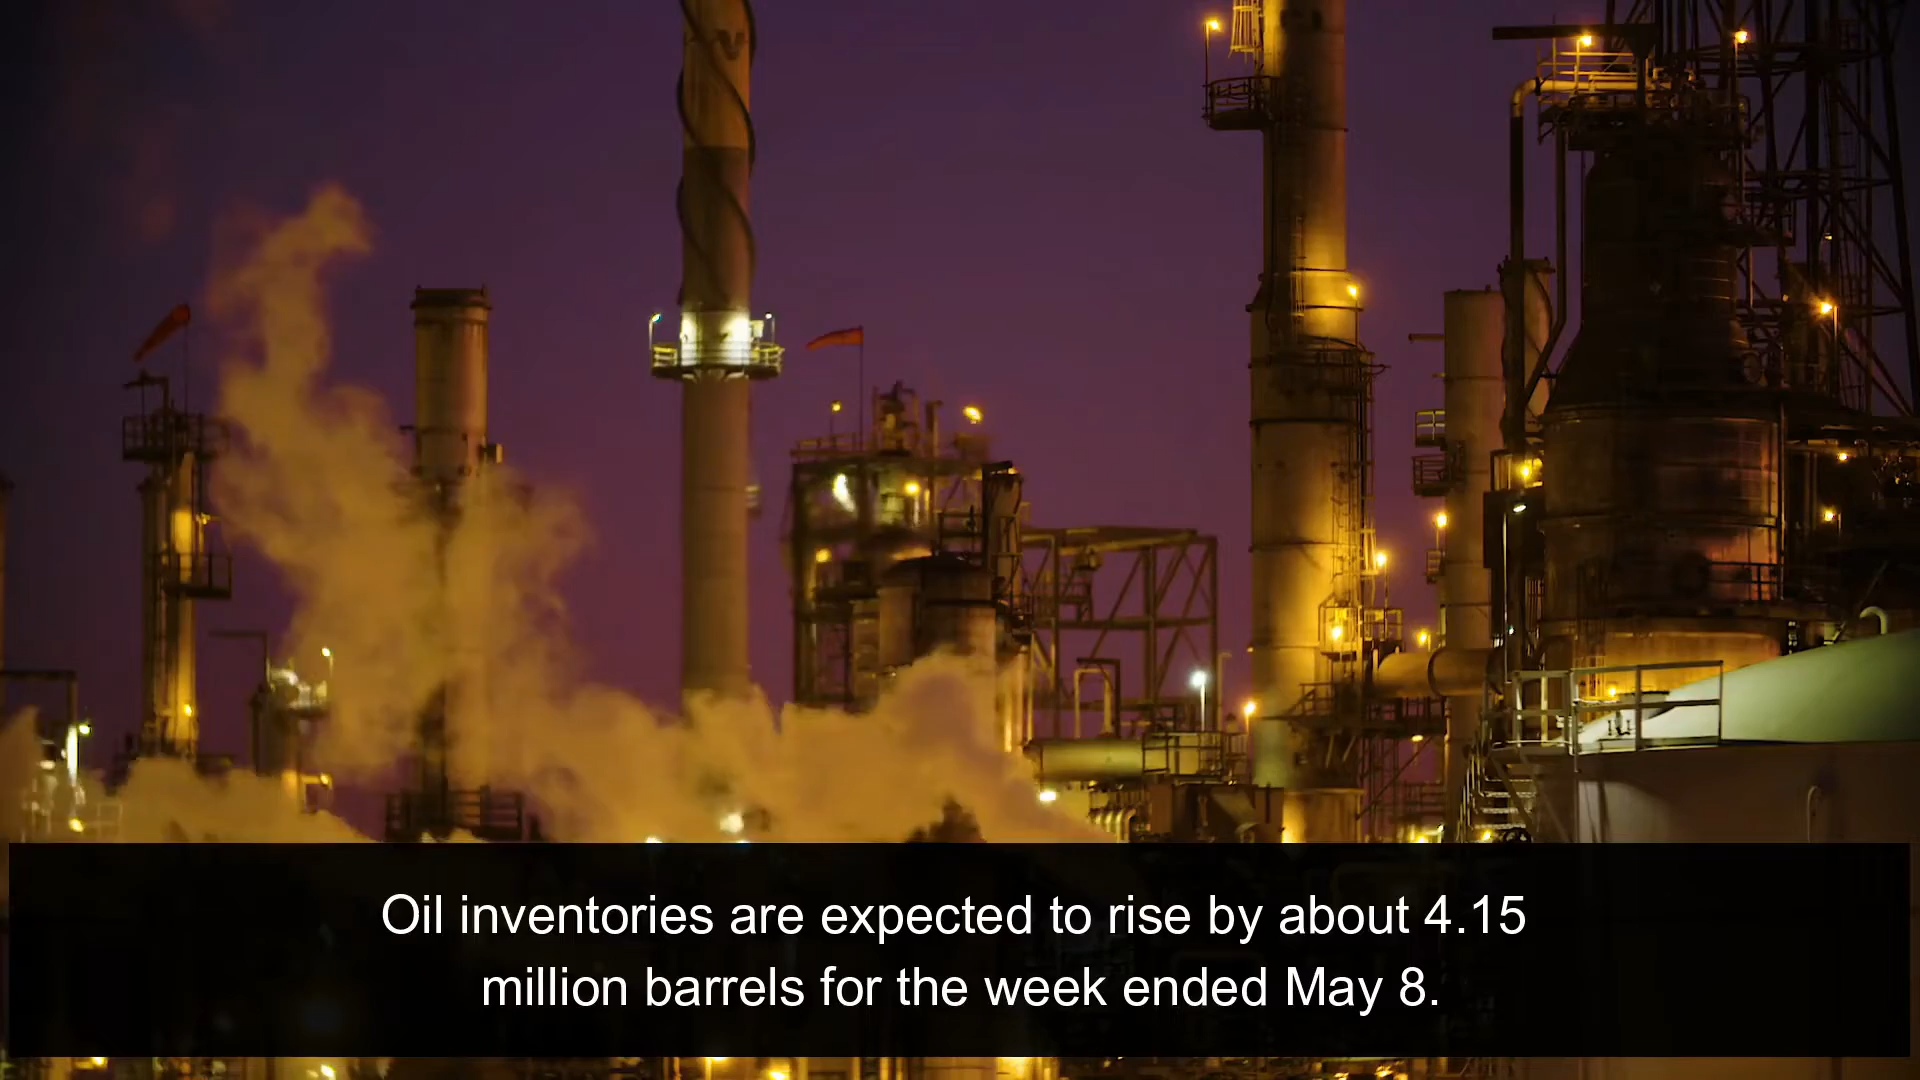 Oil inventories are expected to rise by about 4.15
million barrels for the week ended May 8.